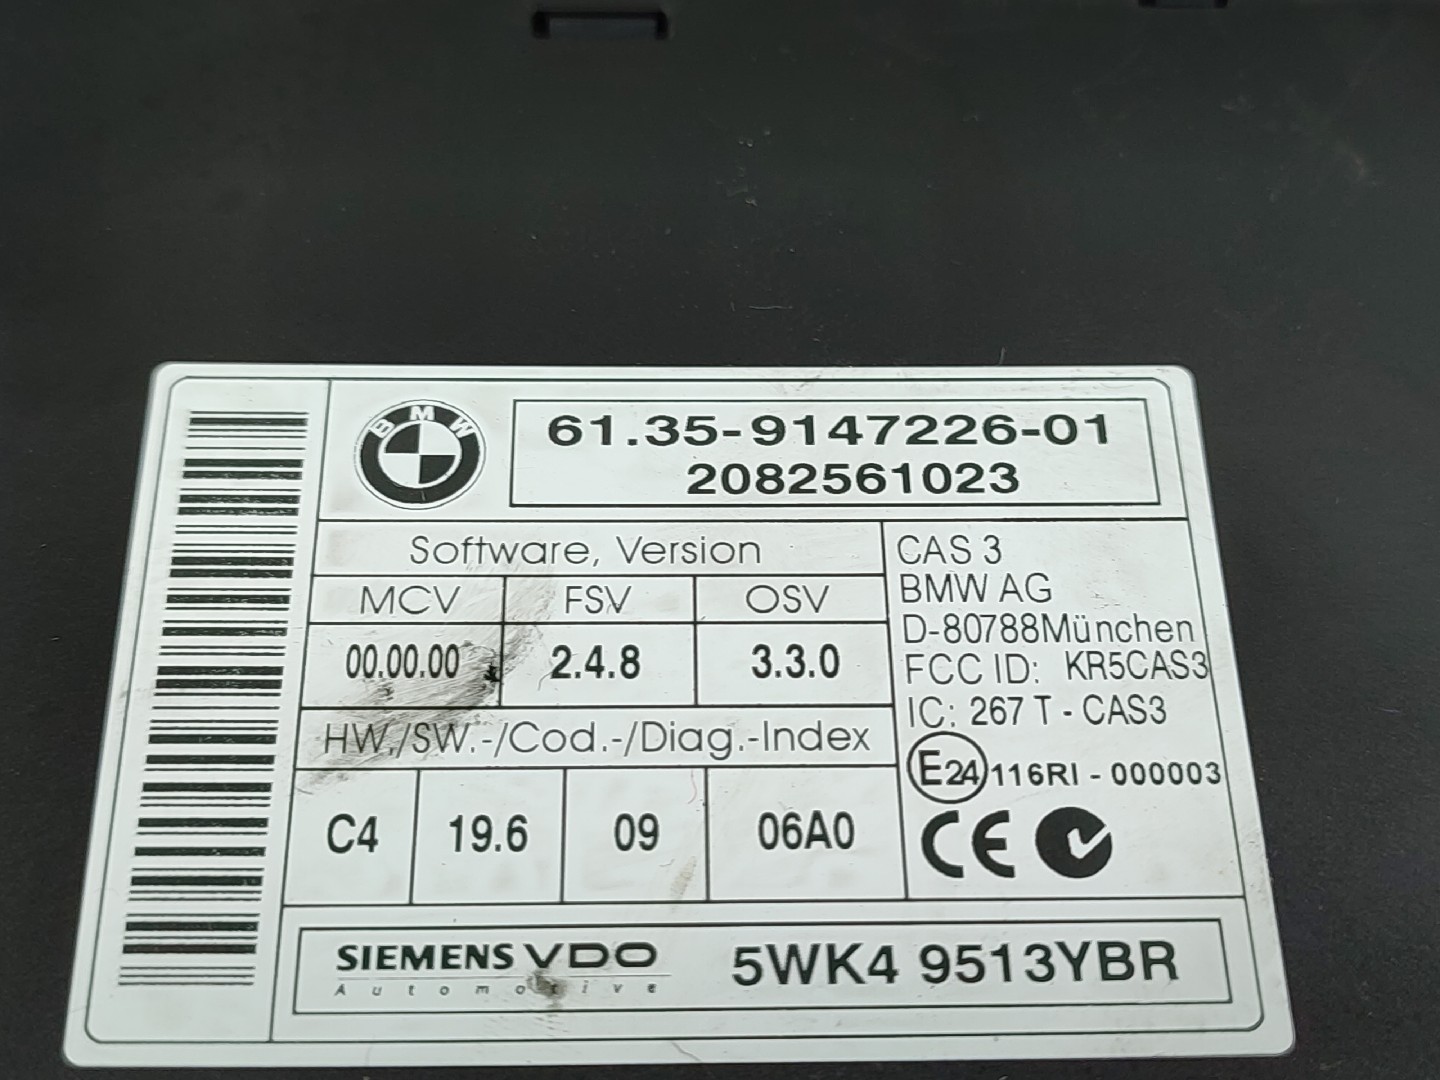 BMW
61.35-9147226-01
2082561023
Software, Version
MCV FSV OSV
00.00.00 2.4.8 3.3.0
HW./SW.-/Cod.-/Diag.-Index
C4 19.6 09 06A0
CAS 3
BMW AG
D-80788München
FCC ID: KR5CAS3
IC: 267 T - CAS3
E24 116RI - 000003
CE
SIEMENS VDO
Automotive
5WK4 9513YBR